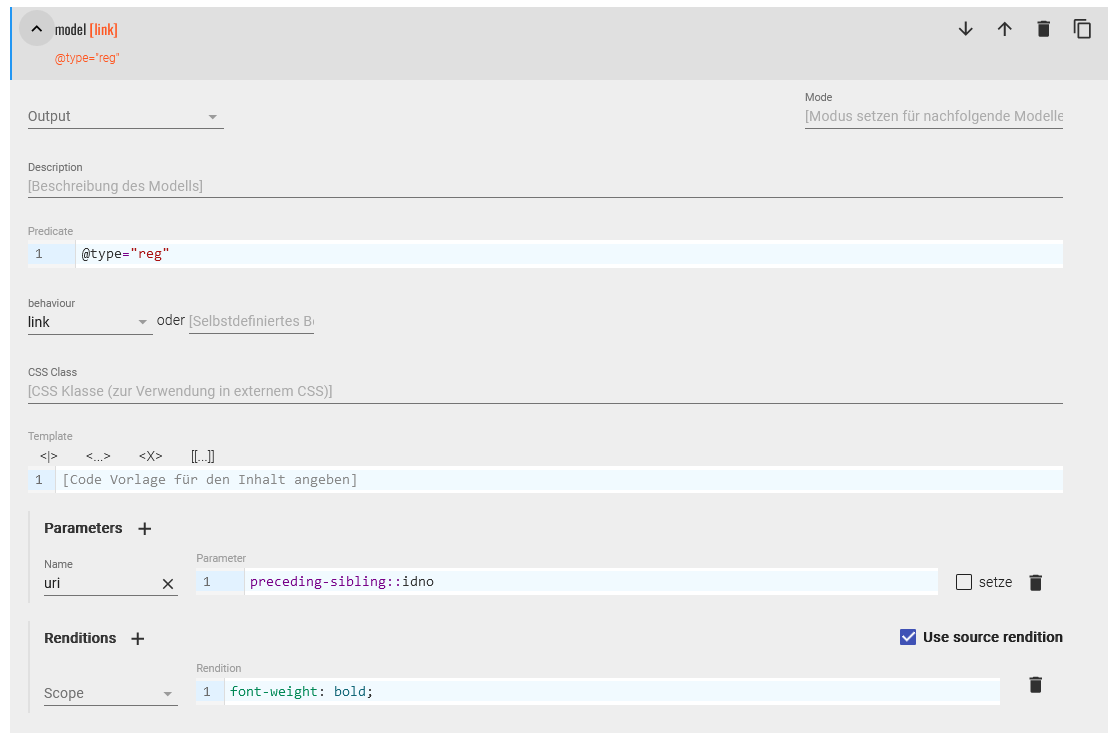 model [link]
@type="reg"
Output
Mode
[Modus setzen für nachfolgende Modelle
Description
[Beschreibung des Modells]
Predicate
1 @type="reg"
behaviour
link oder [Selbstdefiniertes B
CSS Class
[CSS Klasse (zur Verwendung in externem CSS)]
Template
<|> <...> <X> [[...]]
1 [Code Vorlage für den Inhalt angeben]
Parameters +
Name Parameter
uri 1 preceding-sibling::idno setze
Renditions + Use source rendition
Rendition
Scope 1 font-weight: bold;